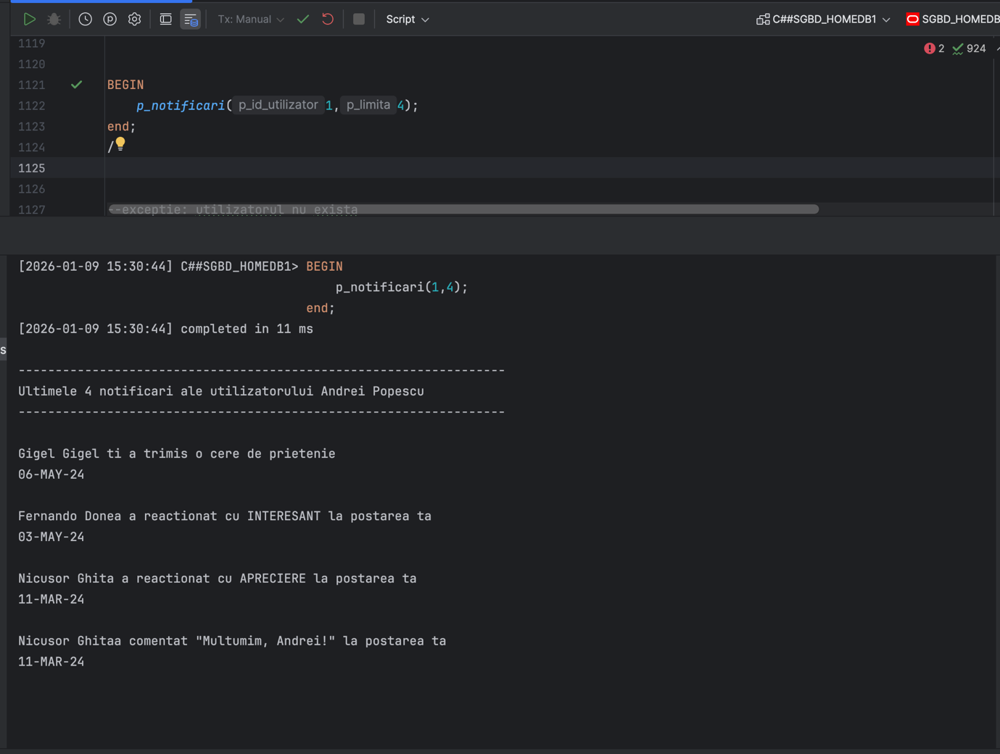 Tx: Manual Script C##SGBD_HOMEDB1 SGBD_HOMEDB
1119 2 924
1120
1121 BEGIN
1122 p_notificari( p_id_utilizator 1, p_limita 4);
1123 end;
1124 /
1125
1126
1127 --exceptie: utilizatorul nu exista
[2026-01-09 15:30:44] C##SGBD_HOMEDB1> BEGIN
p_notificari(1,4);
end;
[2026-01-09 15:30:44] completed in 11 ms
s
------------------------------------------------------------------
Ultimele 4 notificari ale utilizatorului Andrei Popescu
------------------------------------------------------------------
Gigel Gigel ti a trimis o cere de prietenie
06-MAY-24
Fernando Donea a reactionat cu INTERESANT la postarea ta
03-MAY-24
Nicusor Ghita a reactionat cu APRECIERE la postarea ta
11-MAR-24
Nicusor Ghitaa comentat "Multumim, Andrei!" la postarea ta
11-MAR-24